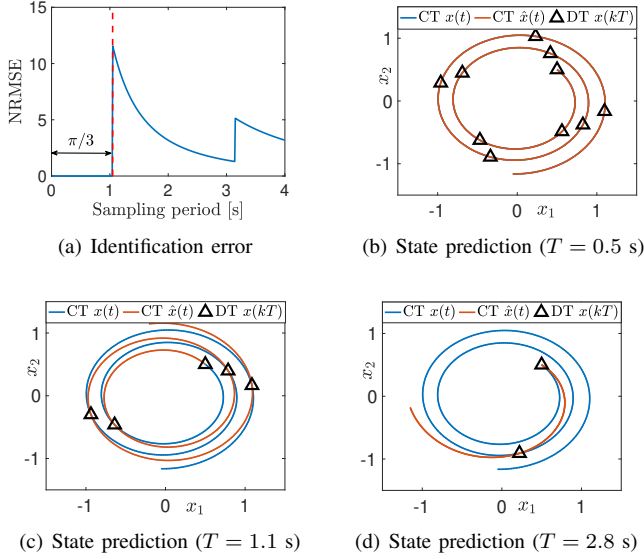 15
10
5
0
NRMSE
π/3
0 1 2 3 4
Sampling period [s]
(a) Identification error
CT x(t) CT x̂(t) DT x(kT)
1
0
-1
x₂
-1 0 1
x₁
(b) State prediction (T = 0.5 s)
CT x(t) CT x̂(t) DT x(kT)
1
0
-1
x₂
-1 0 1
x₁
(c) State prediction (T = 1.1 s)
CT x(t) CT x̂(t) DT x(kT)
1
0
-1
x₂
-1 0 1
x₁
(d) State prediction (T = 2.8 s)